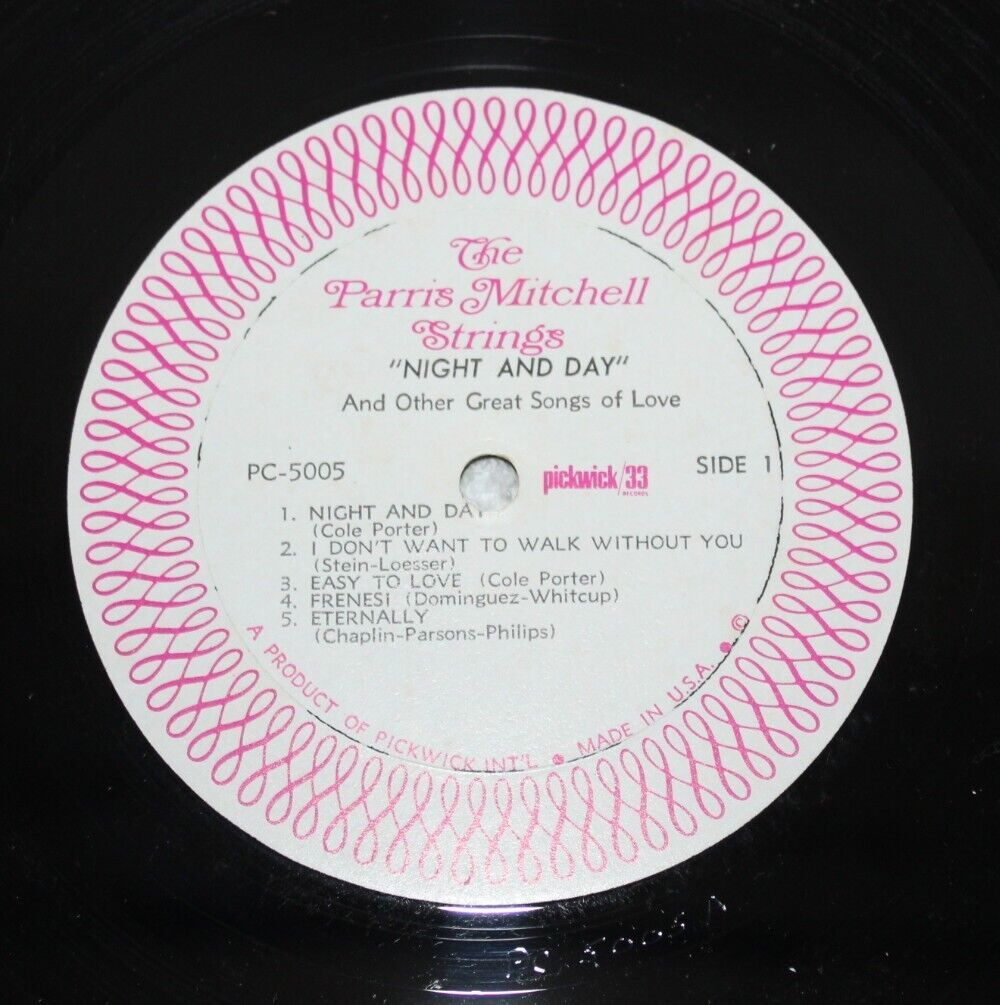 The
Parris Mitchell
Strings
"NIGHT AND DAY"
And Other Great Songs of Love
PC-5005
pickwick/33
RECORDS
SIDE 1
1. NIGHT AND DAY
(Cole Porter)
2. I DON'T WANT TO WALK WITHOUT YOU
(Stein-Loesser)
3. EASY TO LOVE (Cole Porter)
4. FRENESI (Dominguez-Whitcup)
5. ETERNALLY
(Chaplin-Parsons-Philips)
A PRODUCT OF PICKWICK INT'L ● MADE IN U.S.A. ● ©
PC-5005 A